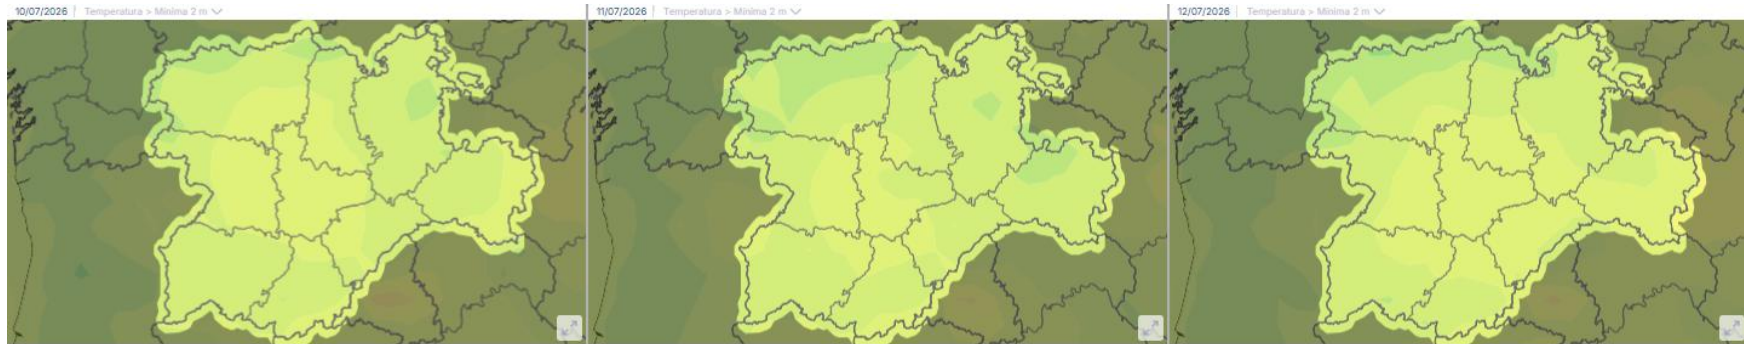 10/07/2026 | Temperatura > Mínima 2 m
11/07/2026 | Temperatura > Mínima 2 m
12/07/2026 | Temperatura > Mínima 2 m